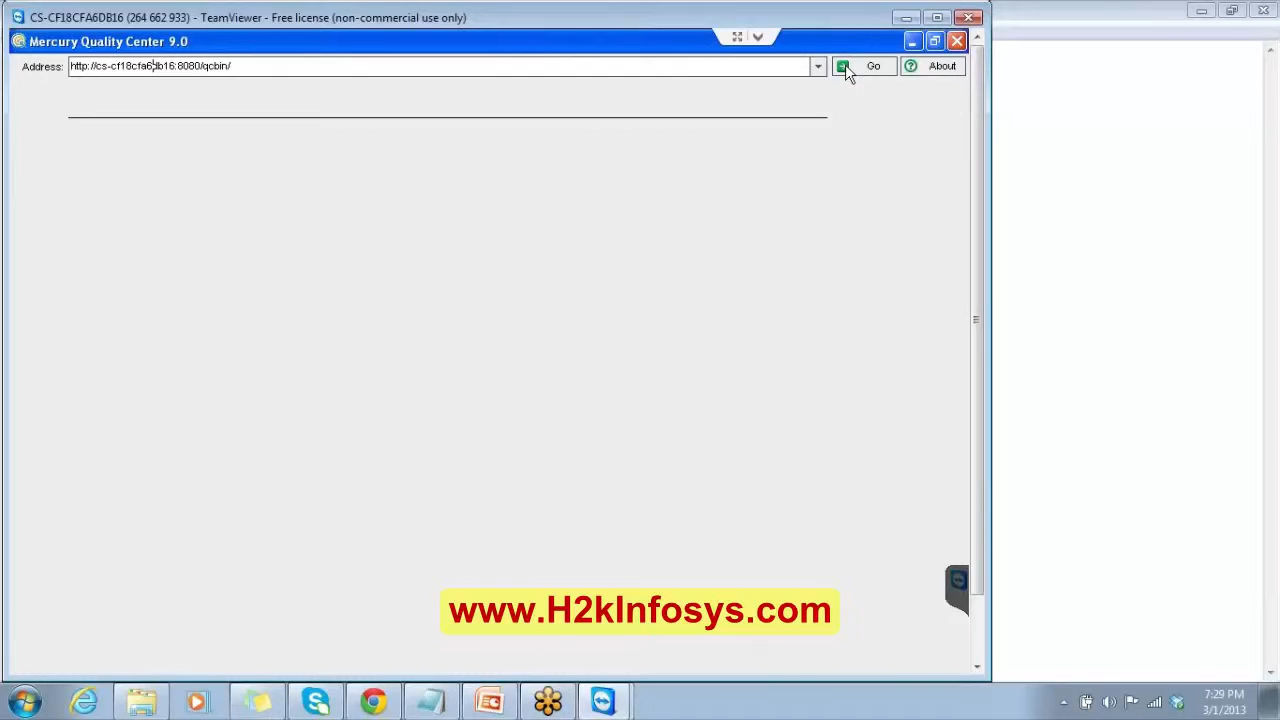 CS-CF18CFA6DB16 (264 662 933) - TeamViewer - Free license (non-commercial use only)
Mercury Quality Center 9.0
Address: http://cs-cf18cfa6db16:8080/qcbin/ Go About
www.H2kInfosys.com
7:29 PM
3/1/2013